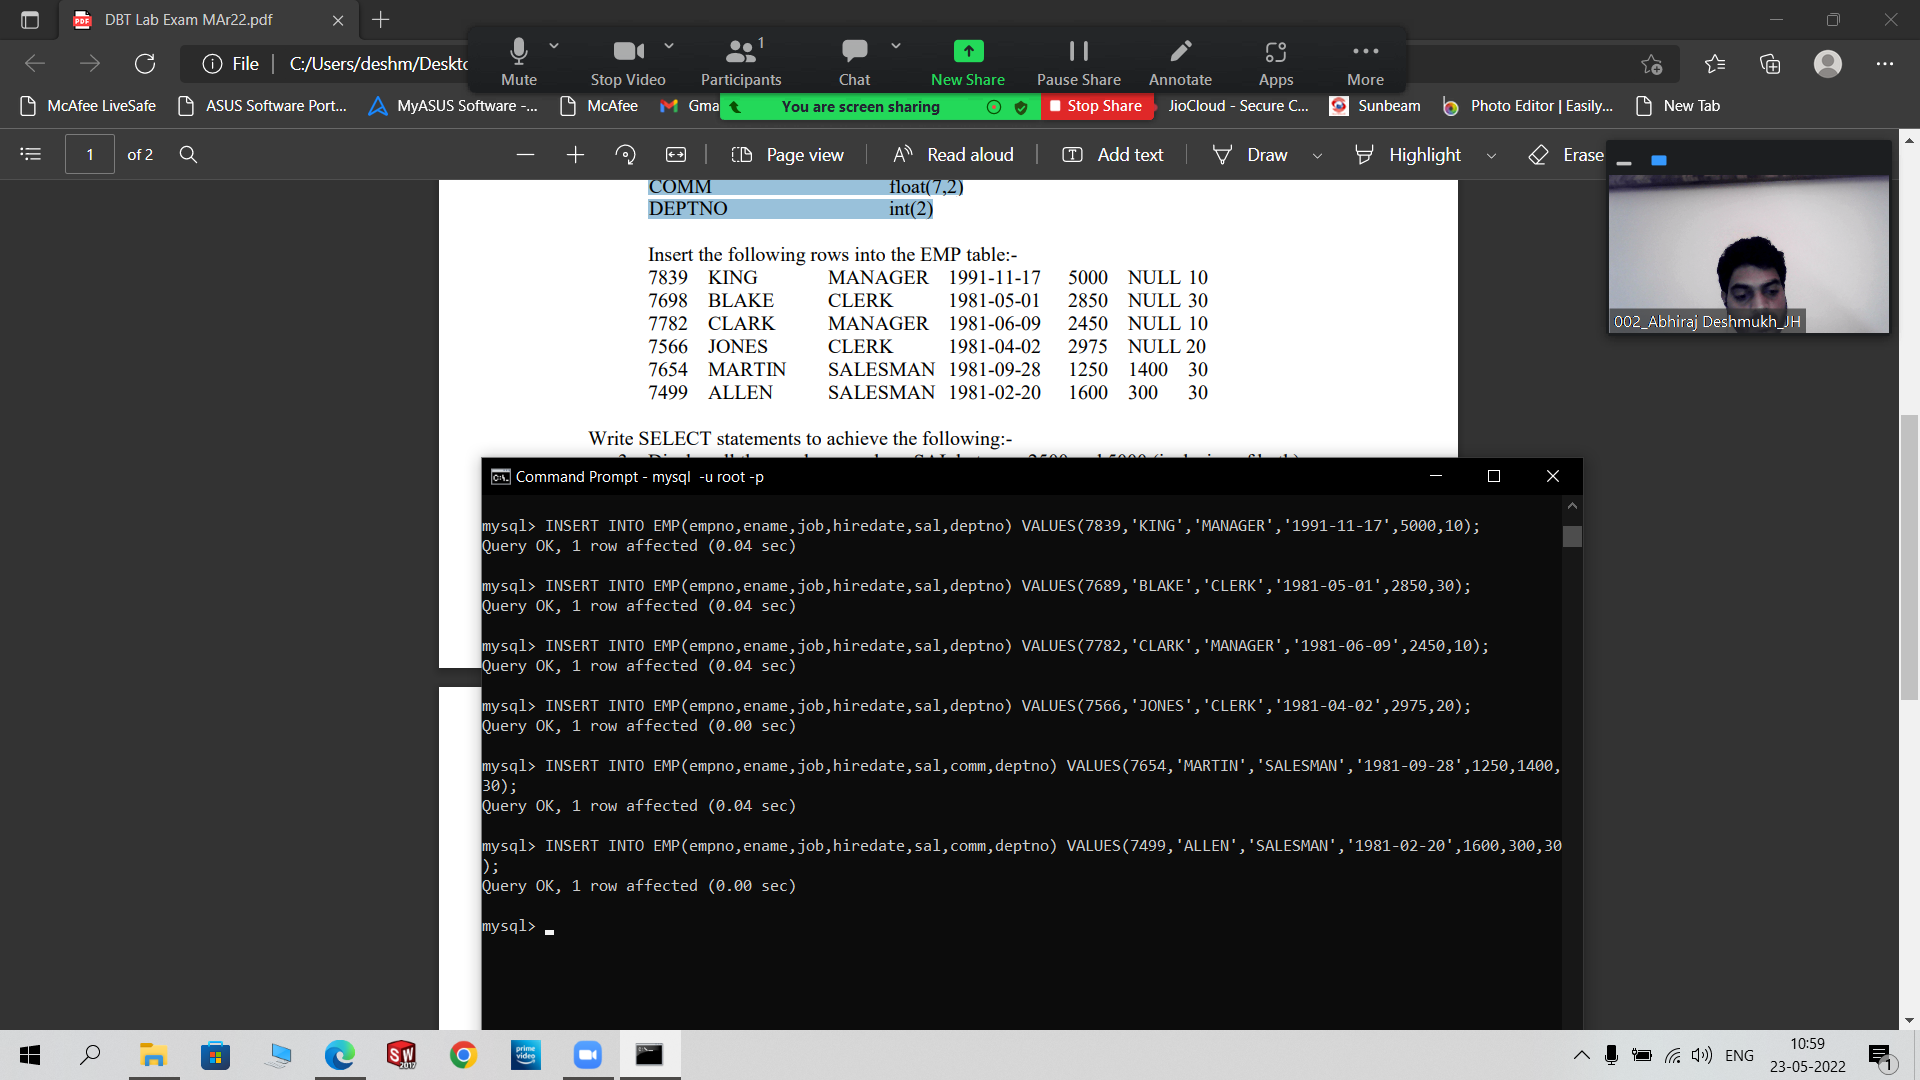 DBT Lab Exam MAr22.pdf
File
C:/Users/deshm/Deskto
Mute
Stop Video
1
Participants
Chat
New Share
Pause Share
Annotate
Apps
More
McAfee LiveSafe
ASUS Software Port...
MyASUS Software -...
McAfee
Gma
You are screen sharing
Stop Share
JioCloud - Secure C...
Sunbeam
Photo Editor | Easily...
New Tab
1
of 2
Page view
Read aloud
Add text
Draw
Highlight
Erase
COMM float(7,2)
DEPTNO int(2)
Insert the following rows into the EMP table:-
7839 KING MANAGER 1991-11-17 5000 NULL 10
7698 BLAKE CLERK 1981-05-01 2850 NULL 30
7782 CLARK MANAGER 1981-06-09 2450 NULL 10
7566 JONES CLERK 1981-04-02 2975 NULL 20
7654 MARTIN SALESMAN 1981-09-28 1250 1400 30
7499 ALLEN SALESMAN 1981-02-20 1600 300 30
Write SELECT statements to achieve the following:-
002_Abhiraj Deshmukh_JH
Command Prompt - mysql -u root -p
mysql> INSERT INTO EMP(empno,ename,job,hiredate,sal,deptno) VALUES(7839,'KING','MANAGER','1991-11-17',5000,10);
Query OK, 1 row affected (0.04 sec)
mysql> INSERT INTO EMP(empno,ename,job,hiredate,sal,deptno) VALUES(7689,'BLAKE','CLERK','1981-05-01',2850,30);
Query OK, 1 row affected (0.04 sec)
mysql> INSERT INTO EMP(empno,ename,job,hiredate,sal,deptno) VALUES(7782,'CLARK','MANAGER','1981-06-09',2450,10);
Query OK, 1 row affected (0.04 sec)
mysql> INSERT INTO EMP(empno,ename,job,hiredate,sal,deptno) VALUES(7566,'JONES','CLERK','1981-04-02',2975,20);
Query OK, 1 row affected (0.00 sec)
mysql> INSERT INTO EMP(empno,ename,job,hiredate,sal,comm,deptno) VALUES(7654,'MARTIN','SALESMAN','1981-09-28',1250,1400,
30);
Query OK, 1 row affected (0.04 sec)
mysql> INSERT INTO EMP(empno,ename,job,hiredate,sal,comm,deptno) VALUES(7499,'ALLEN','SALESMAN','1981-02-20',1600,300,30
);
Query OK, 1 row affected (0.00 sec)
mysql>
SW
2017
prime
video
ENG
10:59
23-05-2022
1